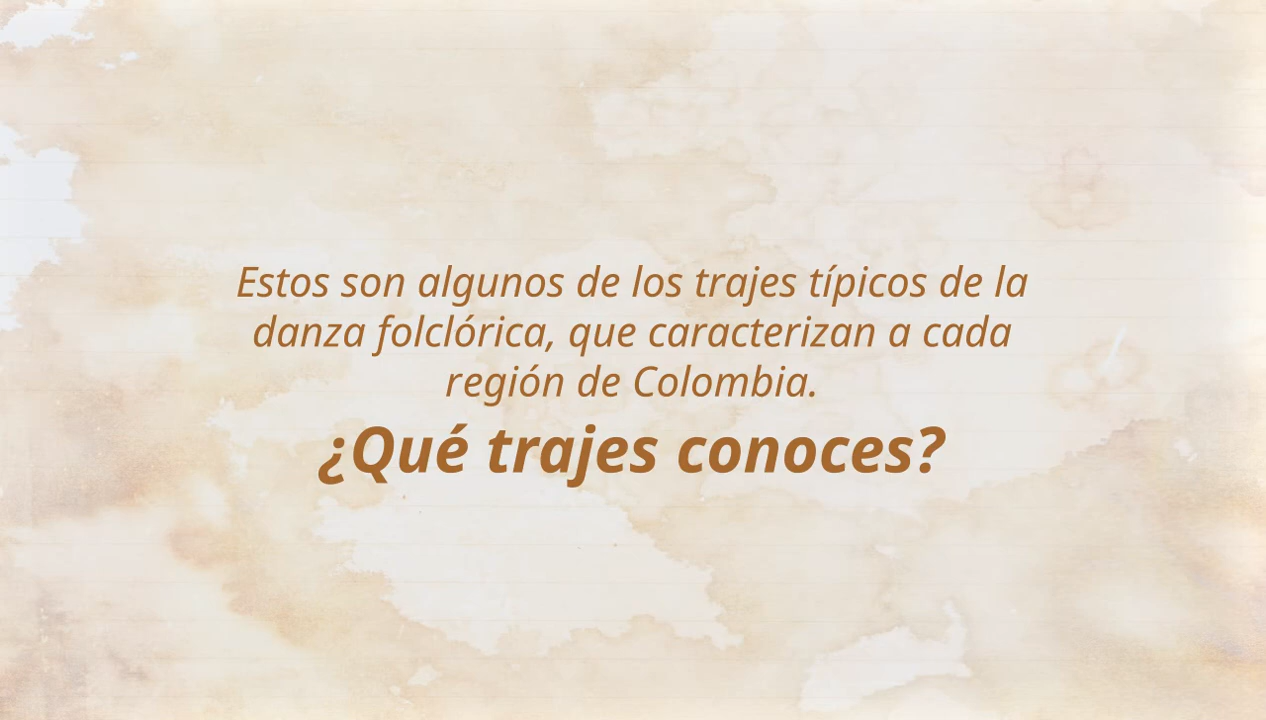 Estos son algunos de los trajes típicos de la
danza folclórica, que caracterizan a cada
región de Colombia.
¿Qué trajes conoces?